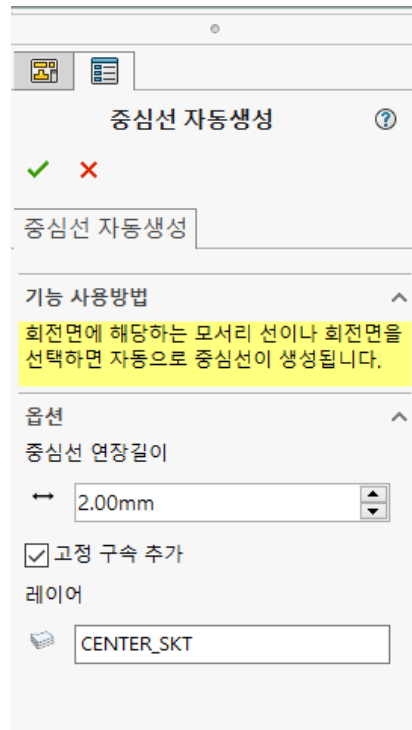 중심선 자동생성
중심선 자동생성
기능 사용방법
회전면에 해당하는 모서리 선이나 회전면을
선택하면 자동으로 중심선이 생성됩니다.
옵션
중심선 연장길이
2.00mm
고정 구속 추가
레이어
CENTER_SKT